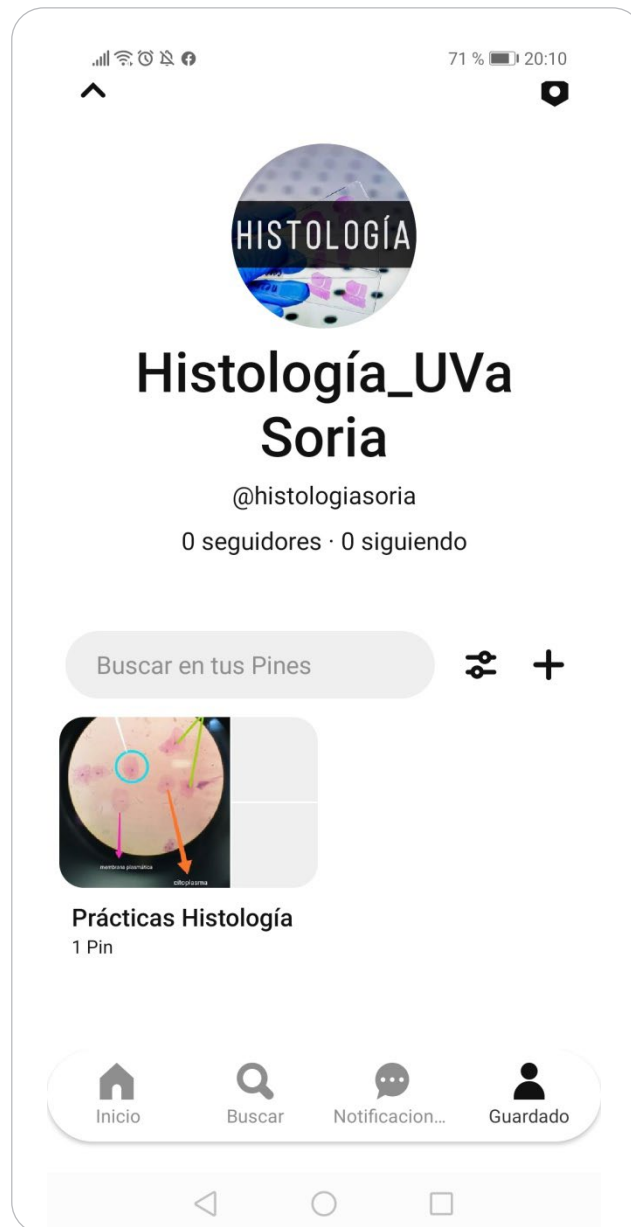 71 % 20:10
HISTOLOGÍA
Histología_UVa
Soria
@histologiasoria
0 seguidores · 0 siguiendo
Buscar en tus Pines
membrana plasmática
citoplasma
Prácticas Histología
1 Pin
Inicio
Buscar
Notificacion...
Guardado